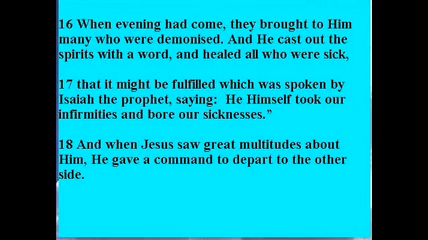 16 When evening had come, they brought to Him
many who were demonised. And He cast out the
spirits with a word, and healed all who were sick,
17 that it might be fulfilled which was spoken by
Isaiah the prophet, saying:  He Himself took our
infirmities and bore our sicknesses.”
18 And when Jesus saw great multitudes about
Him, He gave a command to depart to the other
side.